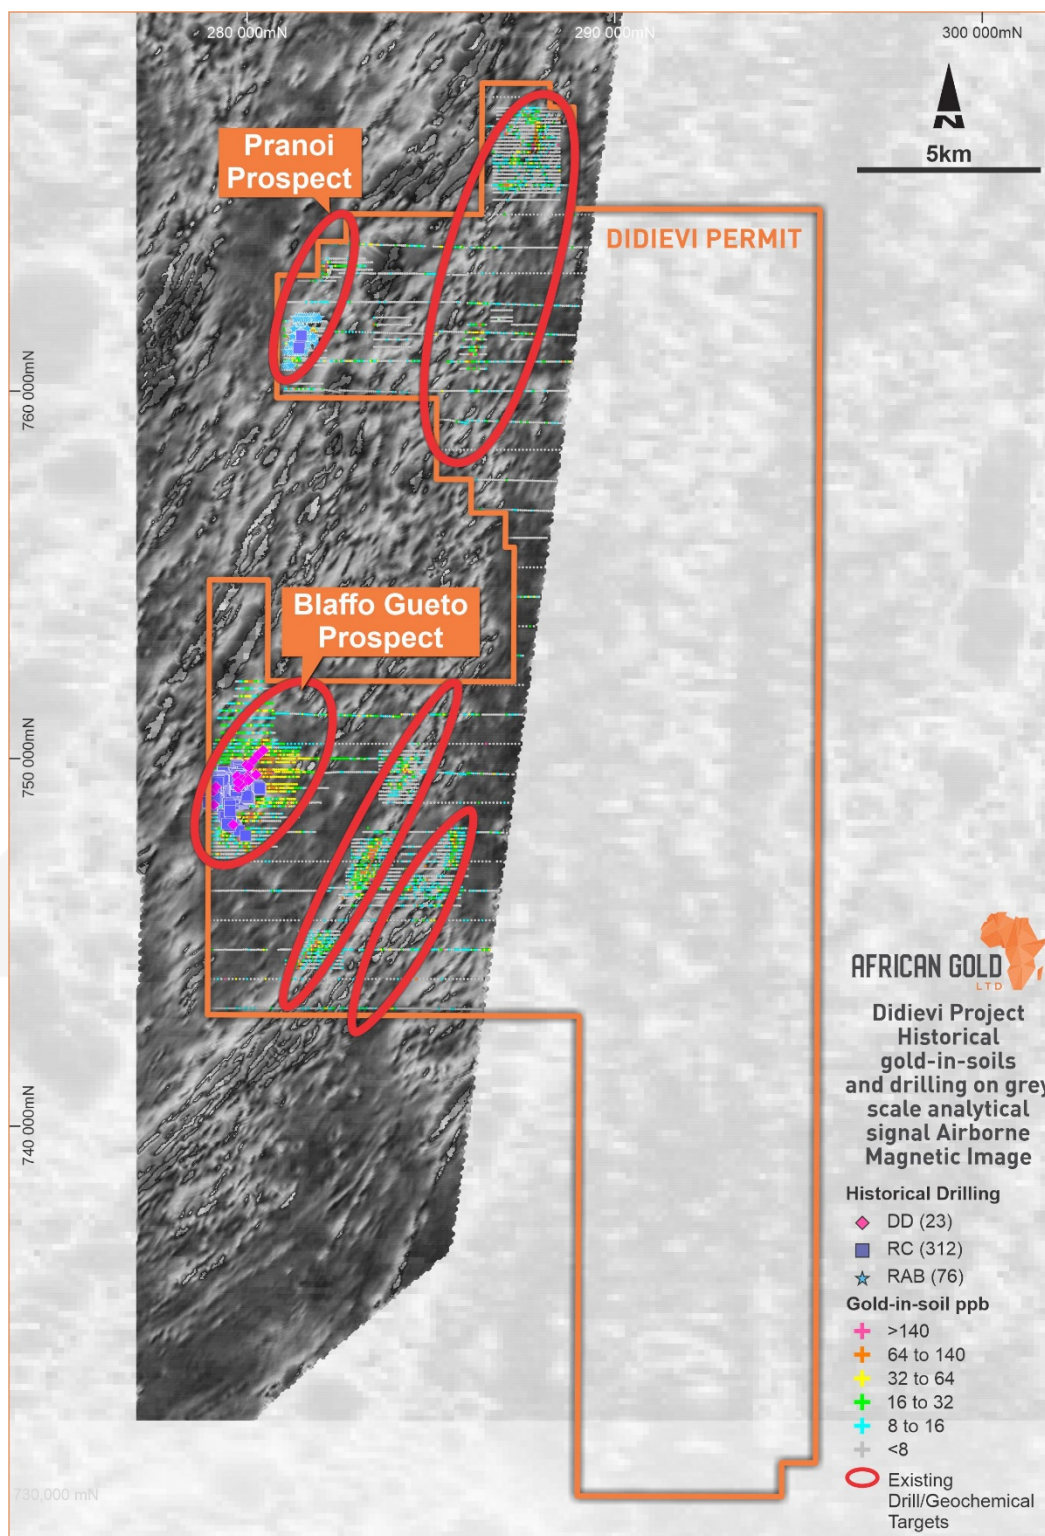 280 000mN
290 000mN
300 000mN
N
5km
Pranoi
Prospect
DIDIEVI PERMIT
760 000mN
Blaffo Gueto
Prospect
750 000mN
740 000mN
730,000 mN
AFRICAN GOLD
LTD
Didievi Project
Historical
gold-in-soils
and drilling on grey
scale analytical
signal Airborne
Magnetic Image
Historical Drilling
DD (23)
RC (312)
RAB (76)
Gold-in-soil ppb
>140
64 to 140
32 to 64
16 to 32
8 to 16
<8
Existing
Drill/Geochemical
Targets